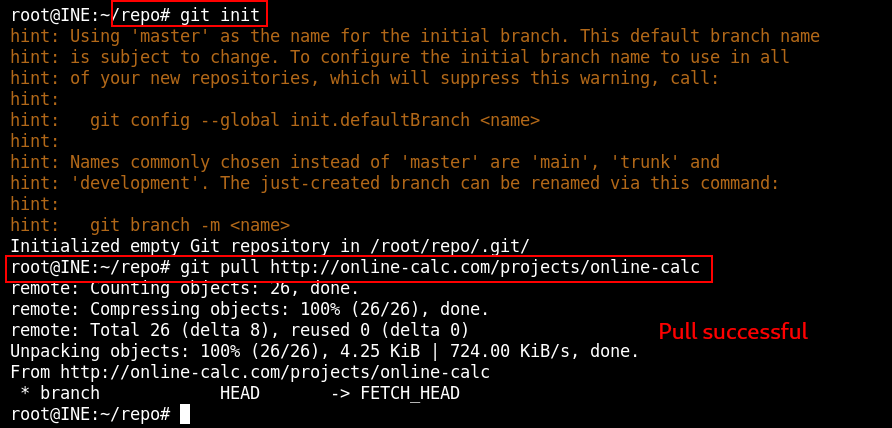 root@INE:~/repo# git init
hint: Using 'master' as the name for the initial branch. This default branch name
hint: is subject to change. To configure the initial branch name to use in all
hint: of your new repositories, which will suppress this warning, call:
hint:
hint:   git config --global init.defaultBranch <name>
hint:
hint: Names commonly chosen instead of 'master' are 'main', 'trunk' and
hint: 'development'. The just-created branch can be renamed via this command:
hint:
hint:   git branch -m <name>
Initialized empty Git repository in /root/repo/.git/
root@INE:~/repo# git pull http://online-calc.com/projects/online-calc
remote: Counting objects: 26, done.
remote: Compressing objects: 100% (26/26), done.
remote: Total 26 (delta 8), reused 0 (delta 0)
Pull successful
Unpacking objects: 100% (26/26), 4.25 KiB | 724.00 KiB/s, done.
From http://online-calc.com/projects/online-calc
 * branch            HEAD       -> FETCH_HEAD
root@INE:~/repo#